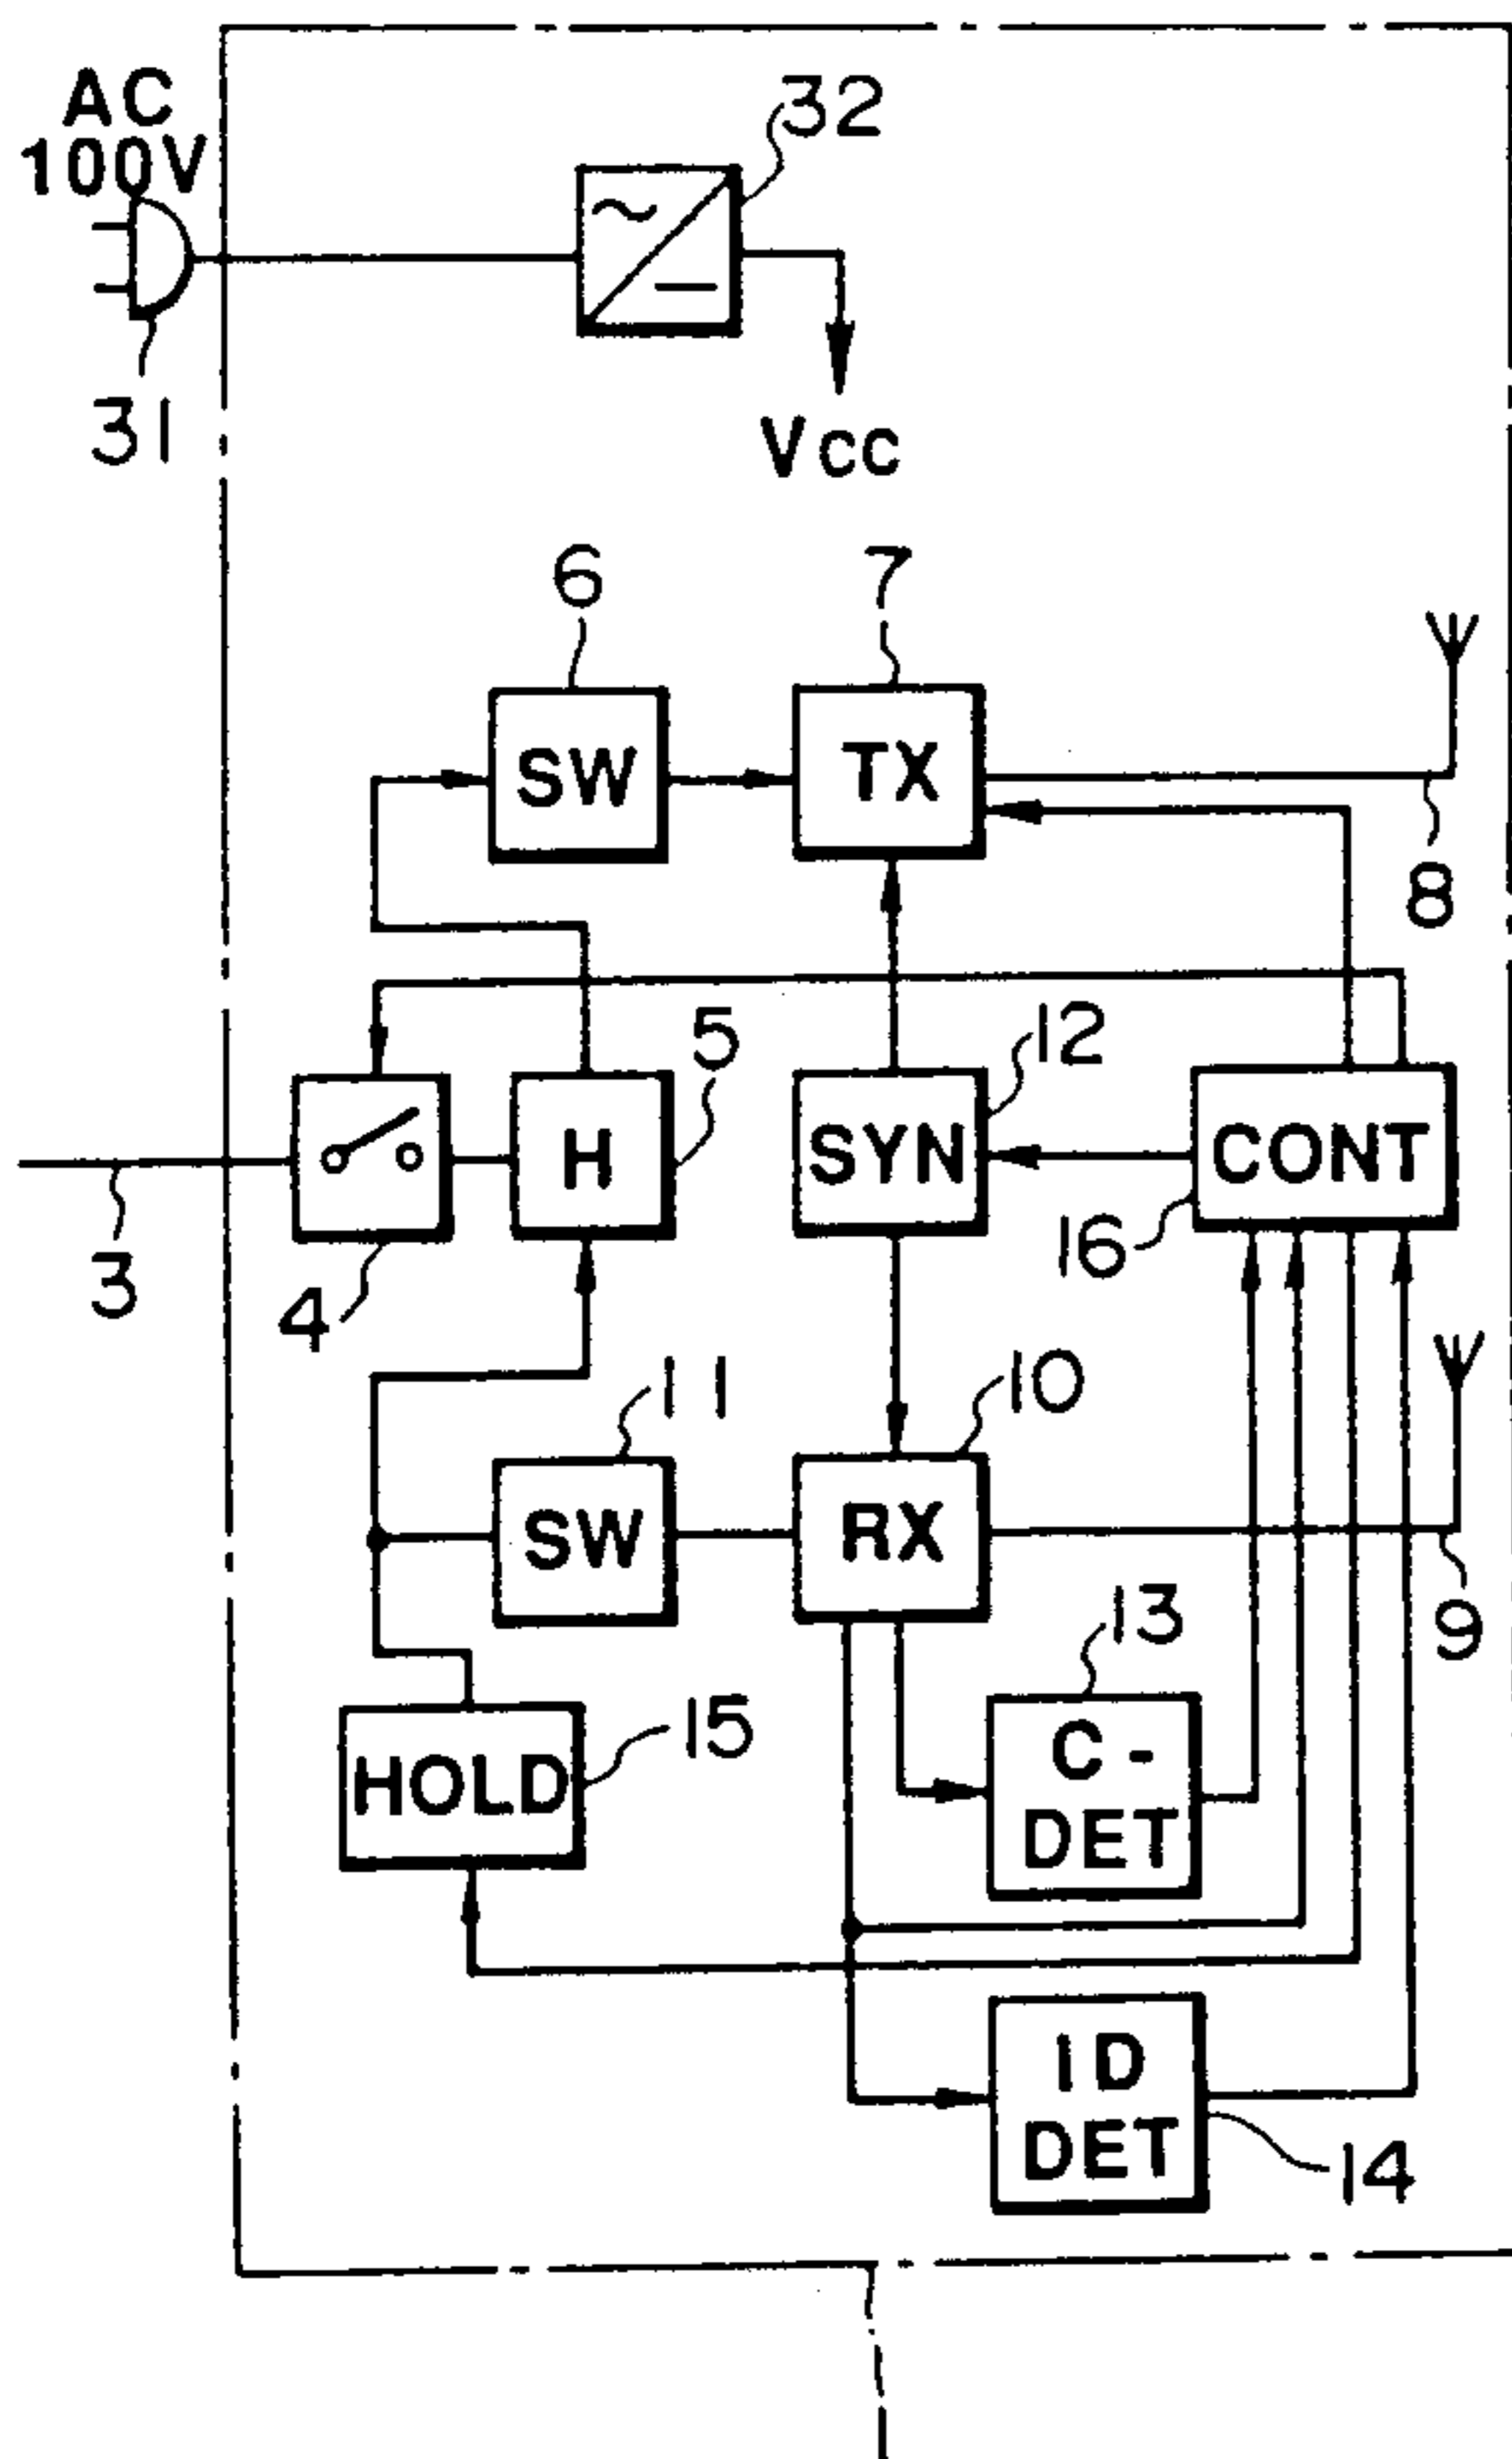 AC
100V
32
31
Vcc
6
7
SW
TX
8
5
12
H
SYN
CONT
16
3
4
11
10
SW
RX
13
9
15
C-
HOLD
DET
ID
DET
14